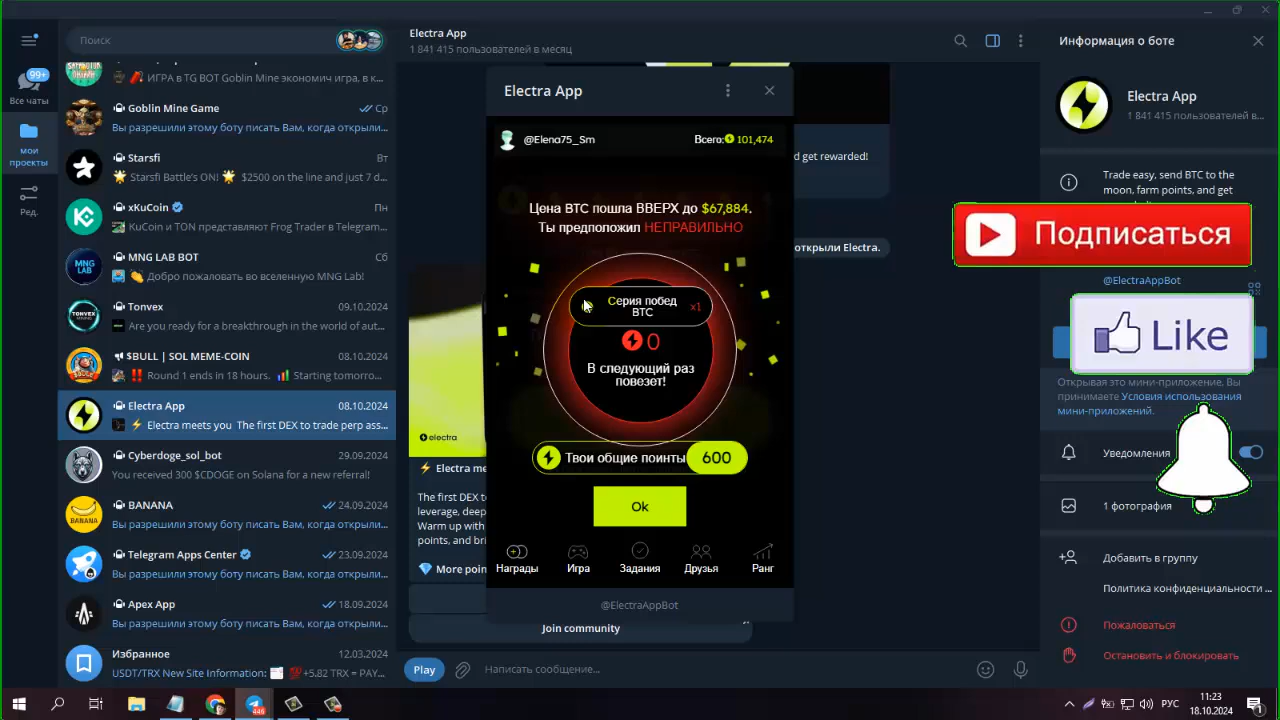 Поиск
99+
Все чаты
мои
проекты
Ред.
ИГРА в TG BOT Goblin Mine экономич игра, в к...
Goblin Mine Game
Ср
Вы разрешили этому боту писать Вам, когда открыли...
Starsfi
Вт
Starsfi Battle's ON! $2500 on the line and just 7 d...
xKuCoin
Пн
KuCoin и TON представляют Frog Trader в Telegram...
MNG LAB BOT
Сб
Добро пожаловать во вселенную MNG Lab!
Tonvex
09.10.2024
Are you ready for a breakthrough in the world of aut...
$BULL | SOL MEME-COIN
08.10.2024
Round 1 ends in 18 hours. Starting tomorro...
Electra App
08.10.2024
Electra meets you The first DEX to trade perp ass...
Cyberdoge_sol_bot
29.09.2024
You received 300 $CDOGE on Solana for a new referral!
BANANA
24.09.2024
Вы разрешили этому боту писать Вам, когда открыли...
Telegram Apps Center
23.09.2024
Вы разрешили этому боту писать Вам, когда открыли...
Apex App
18.09.2024
Вы разрешили этому боту писать Вам, когда открыли...
Избранное
12.03.2024
USDT/TRX New Site Information: +5.82 TRX = PAY...
Electra App
1 841 415 пользователей в месяц
d get rewarded!
открыли Electra.
electra
Electra me
The first DEX t
leverage, deep
Warm up with
points, and bri
More poin
Join community
Play
Написать сообщение...
Electra App
@Elena75_Sm
Всего: 101,474
Цена BTC пошла ВВЕРХ до $67,884.
Ты предположил НЕПРАВИЛЬНО
Серия побед
BTC
x1
0
В следующий раз
повезет!
Твои общие поинты
600
Ok
Награды
Игра
Задания
Друзья
Ранг
@ElectraAppBot
Информация о боте
Electra App
1 841 415 пользователей в...
Trade easy, send BTC to the
moon, farm points, and get
Подписаться
@ElectraAppBot
Like
Открывая это мини-приложение, Вы
принимаете Условия использования
мини-приложений.
Уведомления
1 фотография
Добавить в группу
Политика конфиденциальности ...
Пожаловаться
Остановить и блокировать
446
РУС
11:23
18.10.2024
1